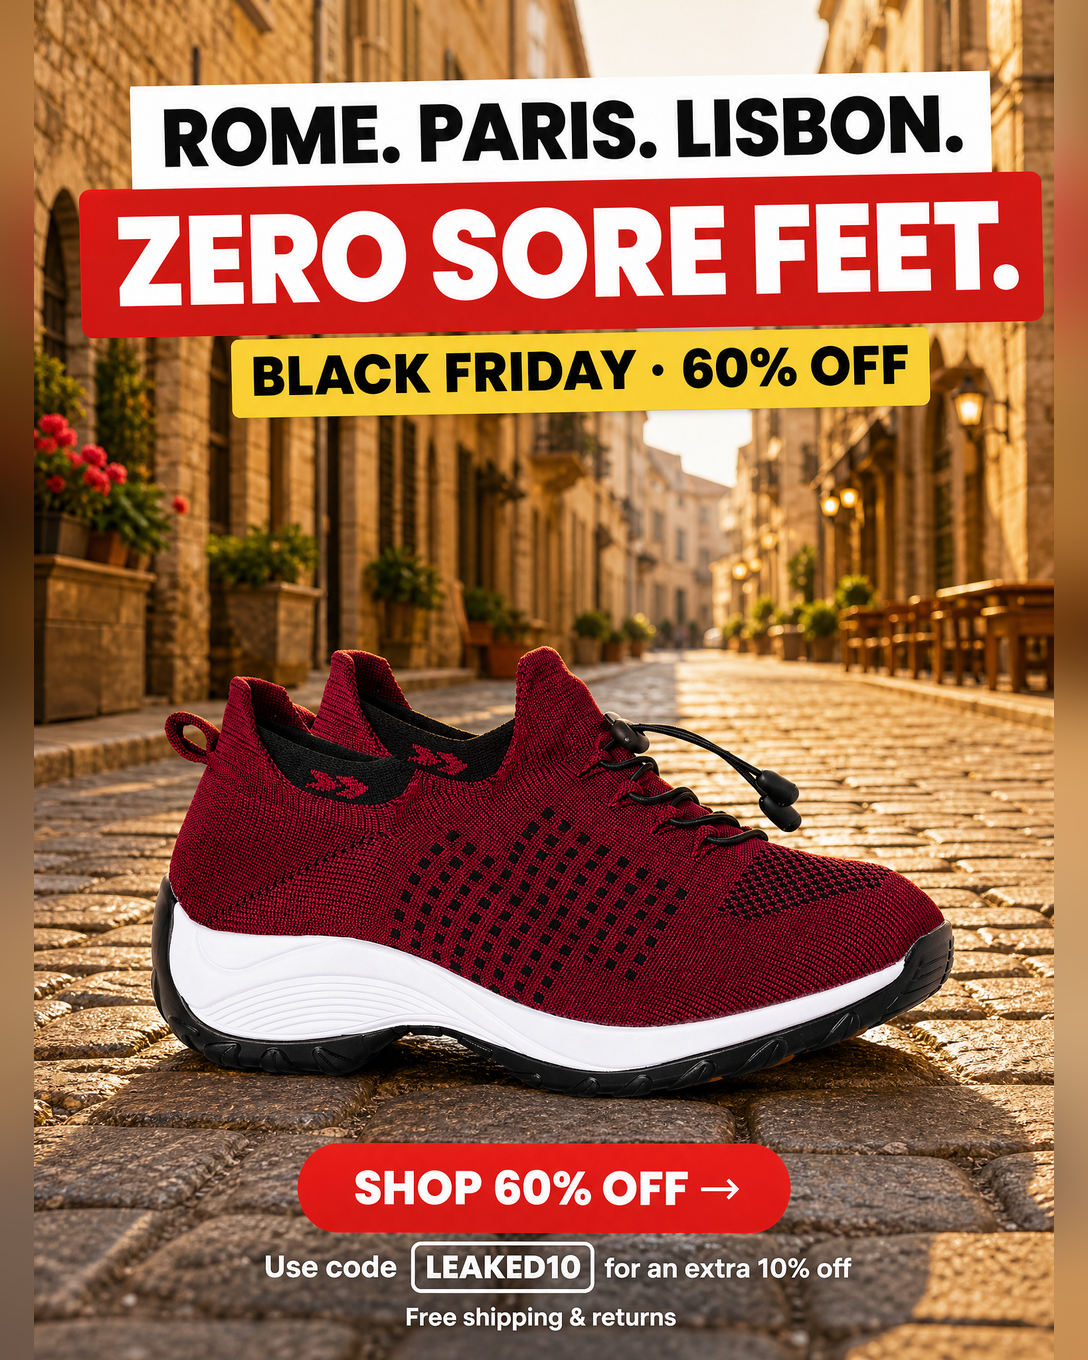 ROME. PARIS. LISBON.
ZERO SORE FEET.
BLACK FRIDAY · 60% OFF
SHOP 60% OFF →
Use code LEAKED10 for an extra 10% off
Free shipping & returns